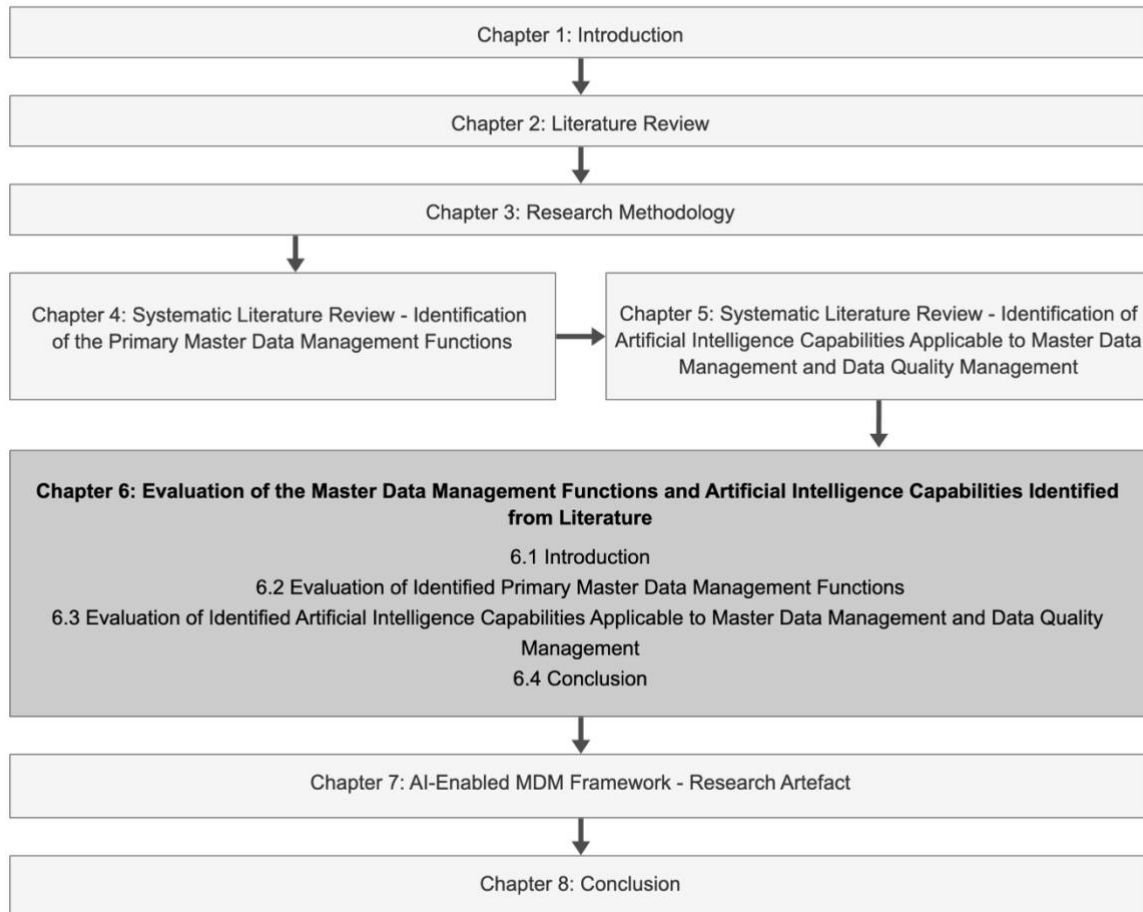 Chapter 1: Introduction
Chapter 2: Literature Review
Chapter 3: Research Methodology
Chapter 4: Systematic Literature Review - Identification
of the Primary Master Data Management Functions
Chapter 5: Systematic Literature Review - Identification of
Artificial Intelligence Capabilities Applicable to Master Data
Management and Data Quality Management
Chapter 6: Evaluation of the Master Data Management Functions and Artificial Intelligence Capabilities Identified
from Literature
6.1 Introduction
6.2 Evaluation of Identified Primary Master Data Management Functions
6.3 Evaluation of Identified Artificial Intelligence Capabilities Applicable to Master Data Management and Data Quality
Management
6.4 Conclusion
Chapter 7: AI-Enabled MDM Framework - Research Artefact
Chapter 8: Conclusion